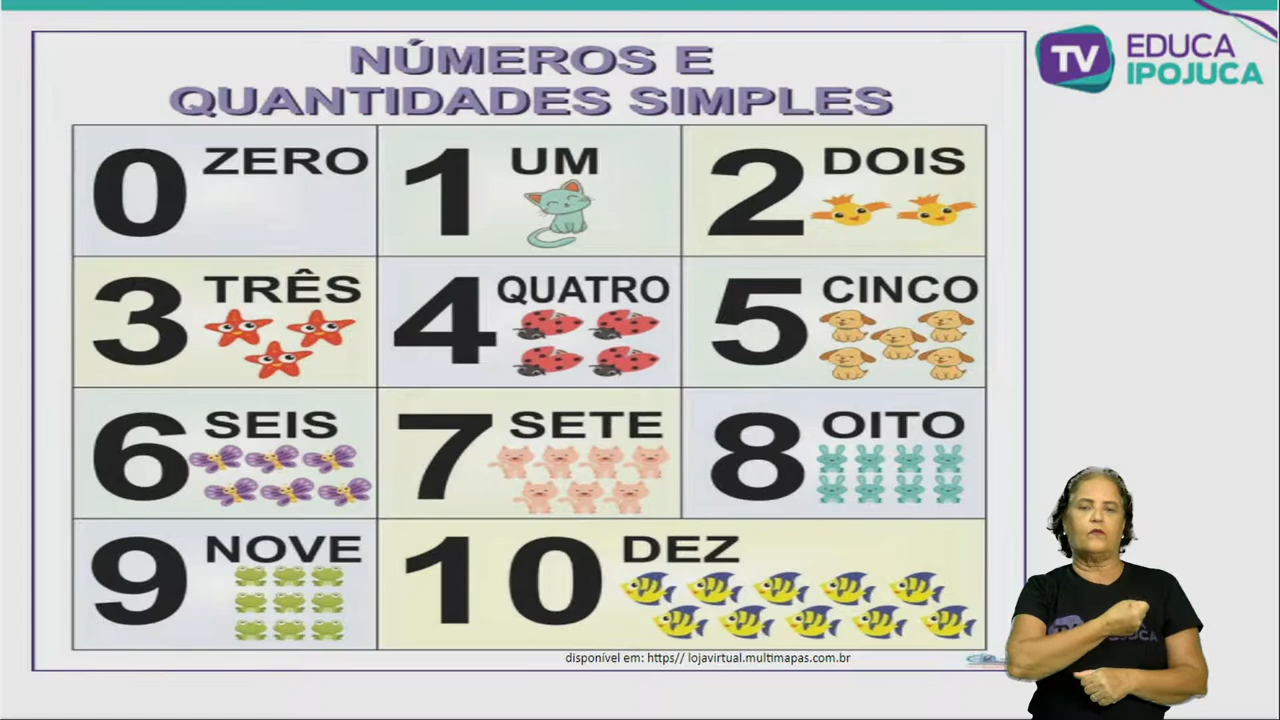 NÚMEROS E
QUANTIDADES SIMPLES
TV EDUCA
IPOJUCA
0 ZERO
1 UM
2 DOIS
3 TRÊS
4 QUATRO
5 CINCO
6 SEIS
7 SETE
8 OITO
9 NOVE
10 DEZ
disponível em: https// lojavirtual.multimapas.com.br